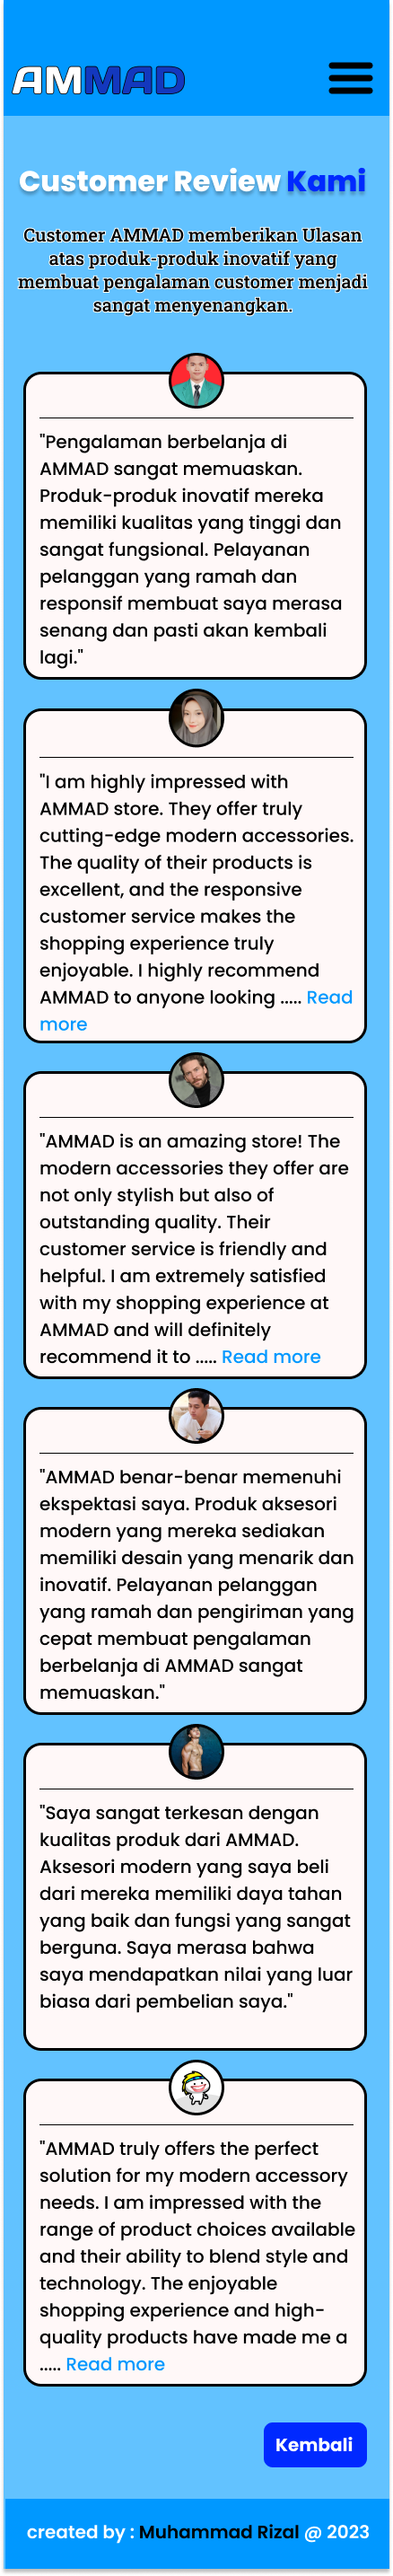 AMMAD
Customer Review Kami
Customer AMMAD memberikan Ulasan
atas produk-produk inovatif yang
membuat pengalaman customer menjadi
sangat menyenangkan.
"Pengalaman berbelanja di
AMMAD sangat memuaskan.
Produk-produk inovatif mereka
memiliki kualitas yang tinggi dan
sangat fungsional. Pelayanan
pelanggan yang ramah dan
responsif membuat saya merasa
senang dan pasti akan kembali
lagi."
"I am highly impressed with
AMMAD store. They offer truly
cutting-edge modern accessories.
The quality of their products is
excellent, and the responsive
customer service makes the
shopping experience truly
enjoyable. I highly recommend
AMMAD to anyone looking ..... Read
more
"AMMAD is an amazing store! The
modern accessories they offer are
not only stylish but also of
outstanding quality. Their
customer service is friendly and
helpful. I am extremely satisfied
with my shopping experience at
AMMAD and will definitely
recommend it to ..... Read more
"AMMAD benar-benar memenuhi
ekspektasi saya. Produk aksesori
modern yang mereka sediakan
memiliki desain yang menarik dan
inovatif. Pelayanan pelanggan
yang ramah dan pengiriman yang
cepat membuat pengalaman
berbelanja di AMMAD sangat
memuaskan."
"Saya sangat terkesan dengan
kualitas produk dari AMMAD.
Aksesori modern yang saya beli
dari mereka memiliki daya tahan
yang baik dan fungsi yang sangat
berguna. Saya merasa bahwa
saya mendapatkan nilai yang luar
biasa dari pembelian saya."
"AMMAD truly offers the perfect
solution for my modern accessory
needs. I am impressed with the
range of product choices available
and their ability to blend style and
technology. The enjoyable
shopping experience and high-
quality products have made me a
..... Read more
Kembali
created by : Muhammad Rizal @ 2023